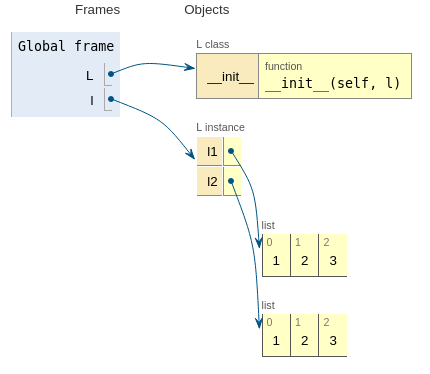 Frames Objects
Global frame
L
l
L class
__init__ function
__init__(self, l)
L instance
l1
l2
list
0 1 2
1 2 3
list
0 1 2
1 2 3